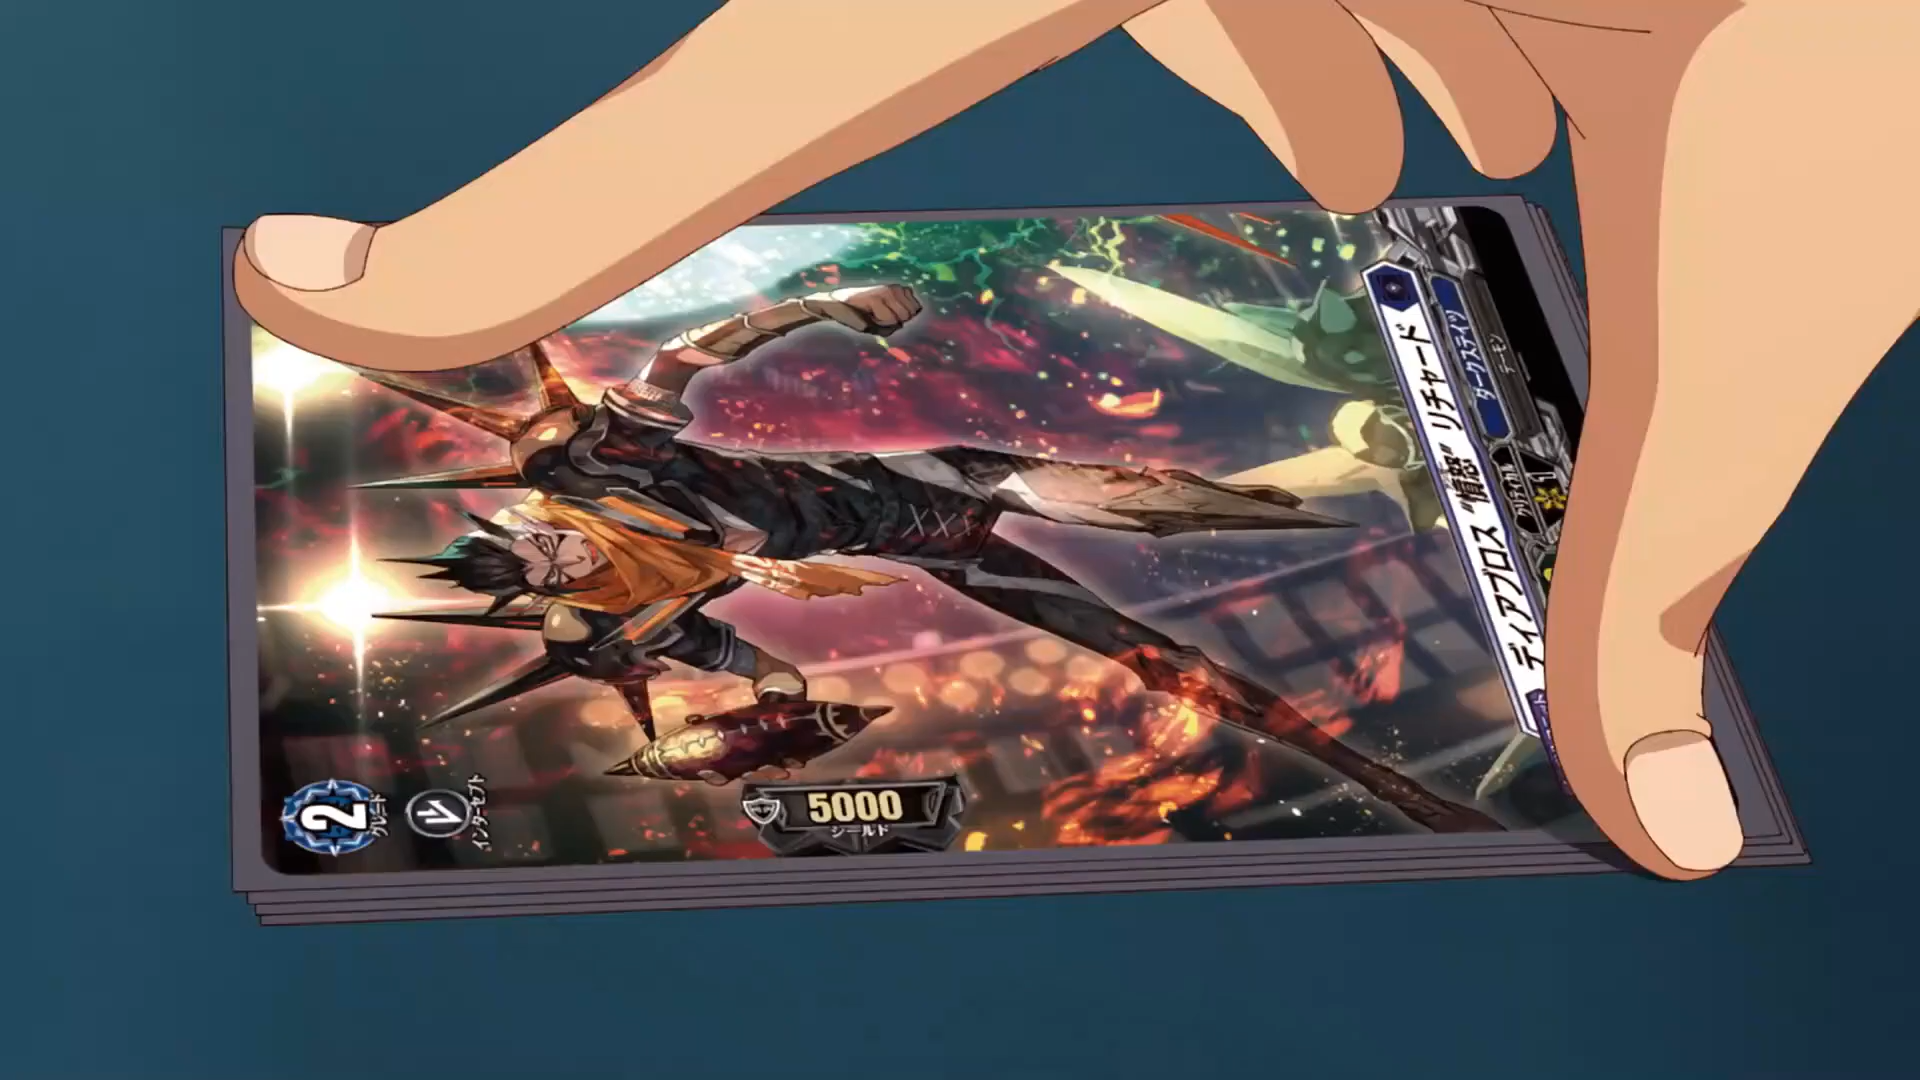 2
グレード
インターセプト
5000
シールド
ディアブロス "憤怒" リチャード
ダークステイツ
デーモン
クリティカル
1